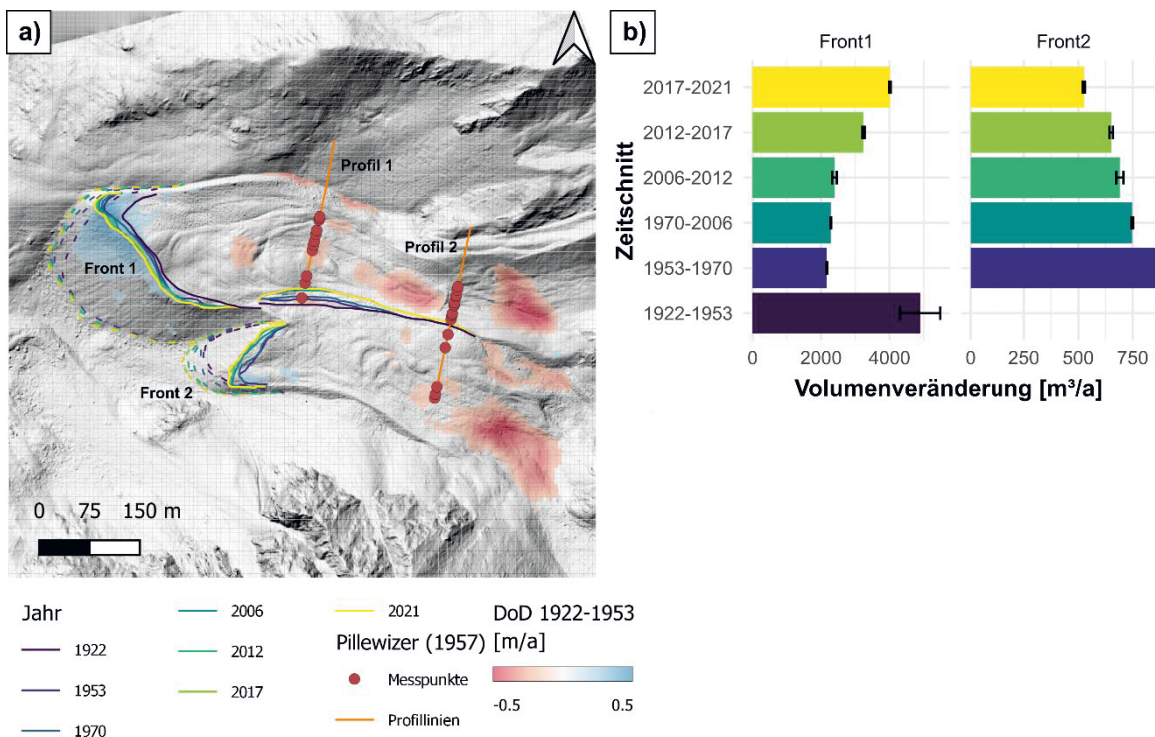 a)
Profil 1
Profil 2
Front 1
Front 2
0 75 150 m
Jahr
1922
1953
1970
2006
2012
2017
2021
Pillewizer (1957)
Messpunkte
Profillinien
DoD 1922-1953
[m/a]
-0.5 0.5
b)
Front1 Front2
Zeitschnitt
2017-2021
2012-2017
2006-2012
1970-2006
1953-1970
1922-1953
0 2000 4000 0 250 500 750
Volumenveränderung [m³/a]